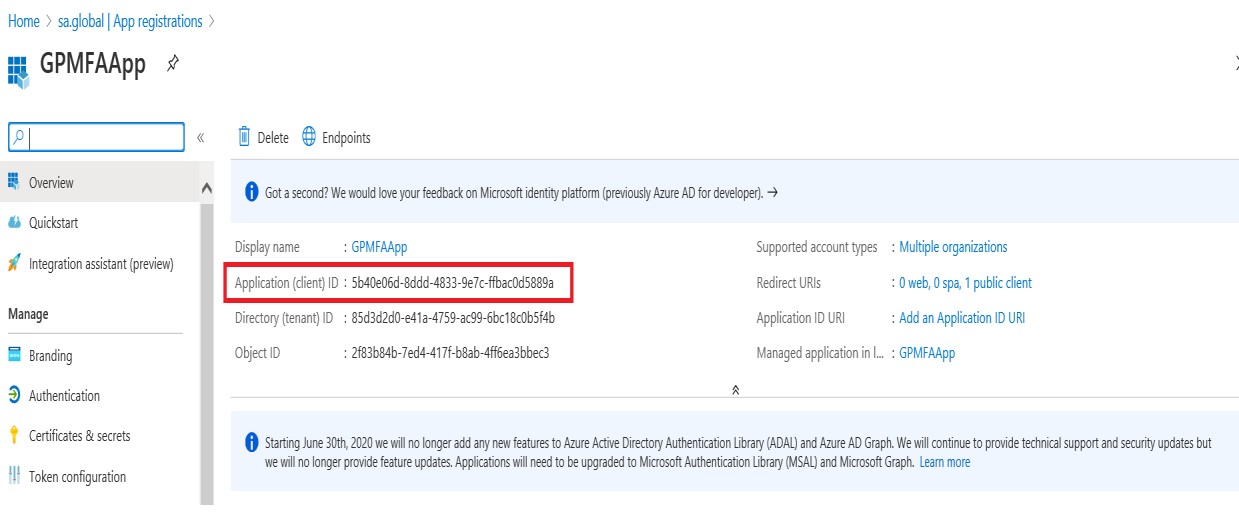 Home > sa.global | App registrations >
GPMFAApp
«
Delete Endpoints
Overview
Quickstart
Integration assistant (preview)
Manage
Branding
Authentication
Certificates & secrets
Token configuration
Got a second? We would love your feedback on Microsoft identity platform (previously Azure AD for developer). →
Display name : GPMFAApp
Application (client) ID : 5b40e06d-8ddd-4833-9e7c-ffbac0d5889a
Directory (tenant) ID : 85d3d2d0-e41a-4759-ac99-6bc18c0b5f4b
Object ID : 2f83b84b-7ed4-417f-b8ab-4ff6ea3bbec3
Supported account types : Multiple organizations
Redirect URIs : 0 web, 0 spa, 1 public client
Application ID URI : Add an Application ID URI
Managed application in l... : GPMFAApp
Starting June 30th, 2020 we will no longer add any new features to Azure Active Directory Authentication Library (ADAL) and Azure AD Graph. We will continue to provide technical support and security updates but
we will no longer provide feature updates. Applications will need to be upgraded to Microsoft Authentication Library (MSAL) and Microsoft Graph. Learn more